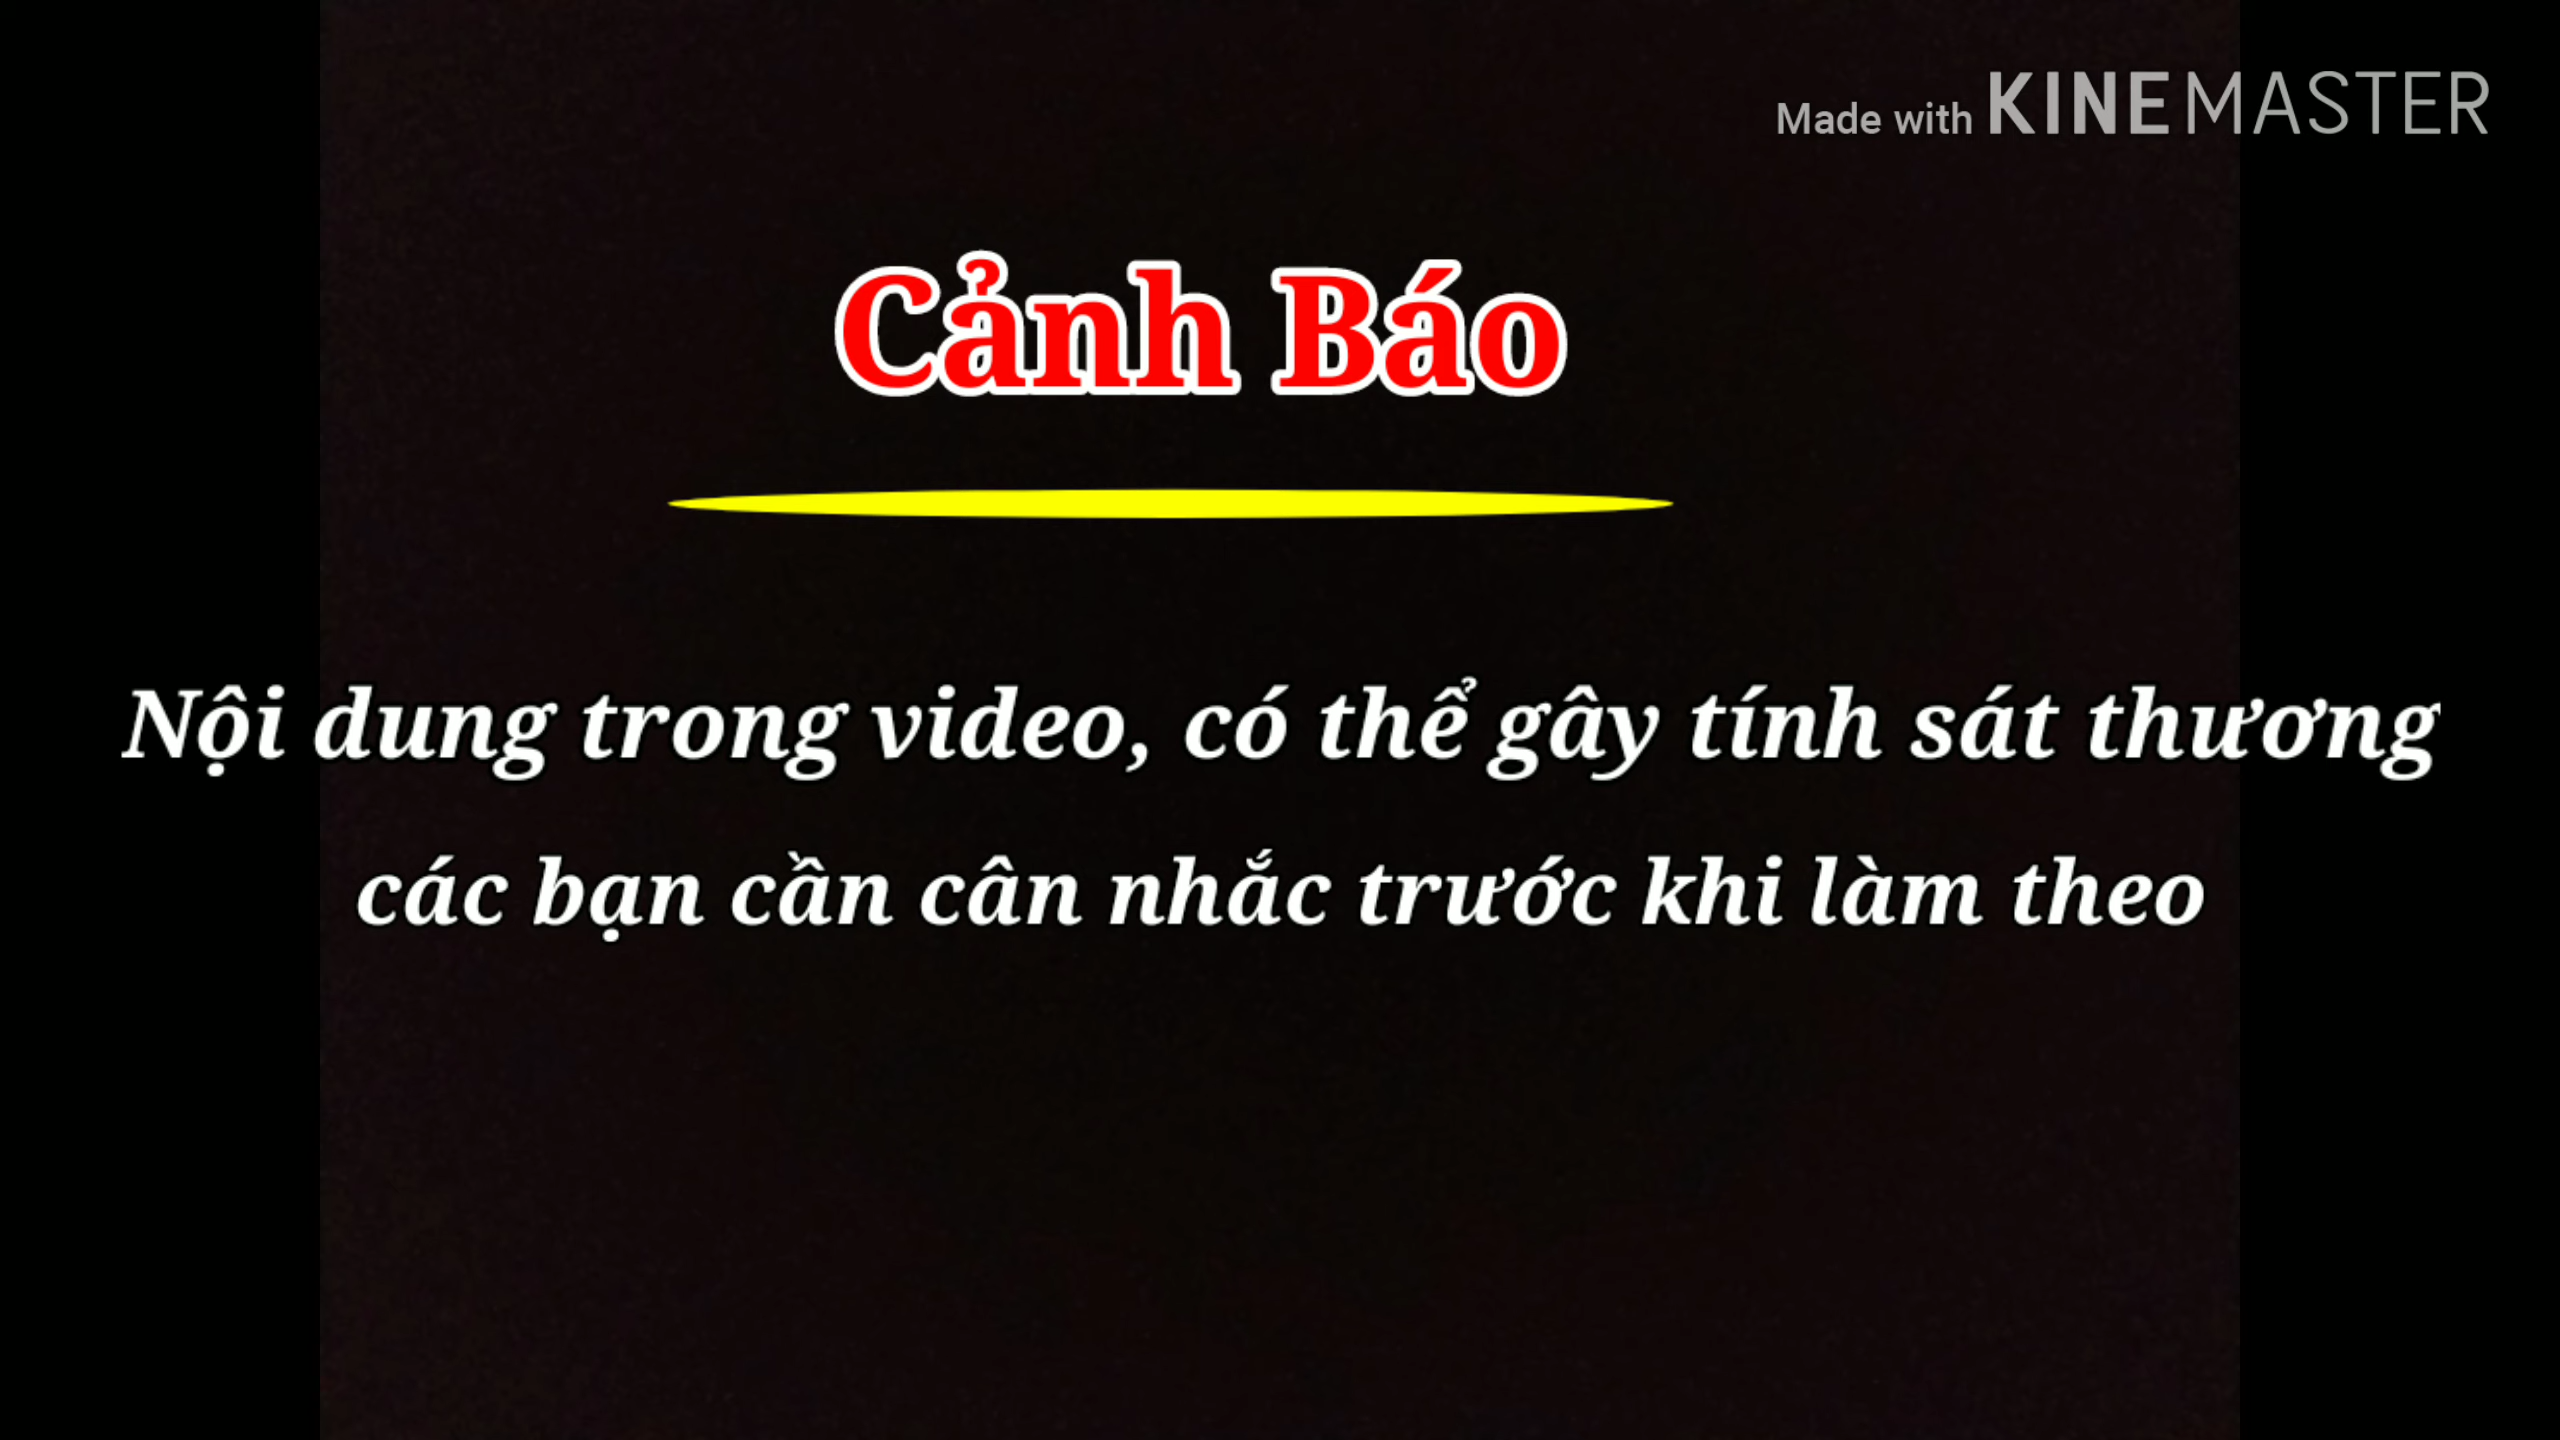 Made with KINEMASTER
Cảnh Báo
Nội dung trong video, có thể gây tính sát thương
các bạn cần cân nhắc trước khi làm theo